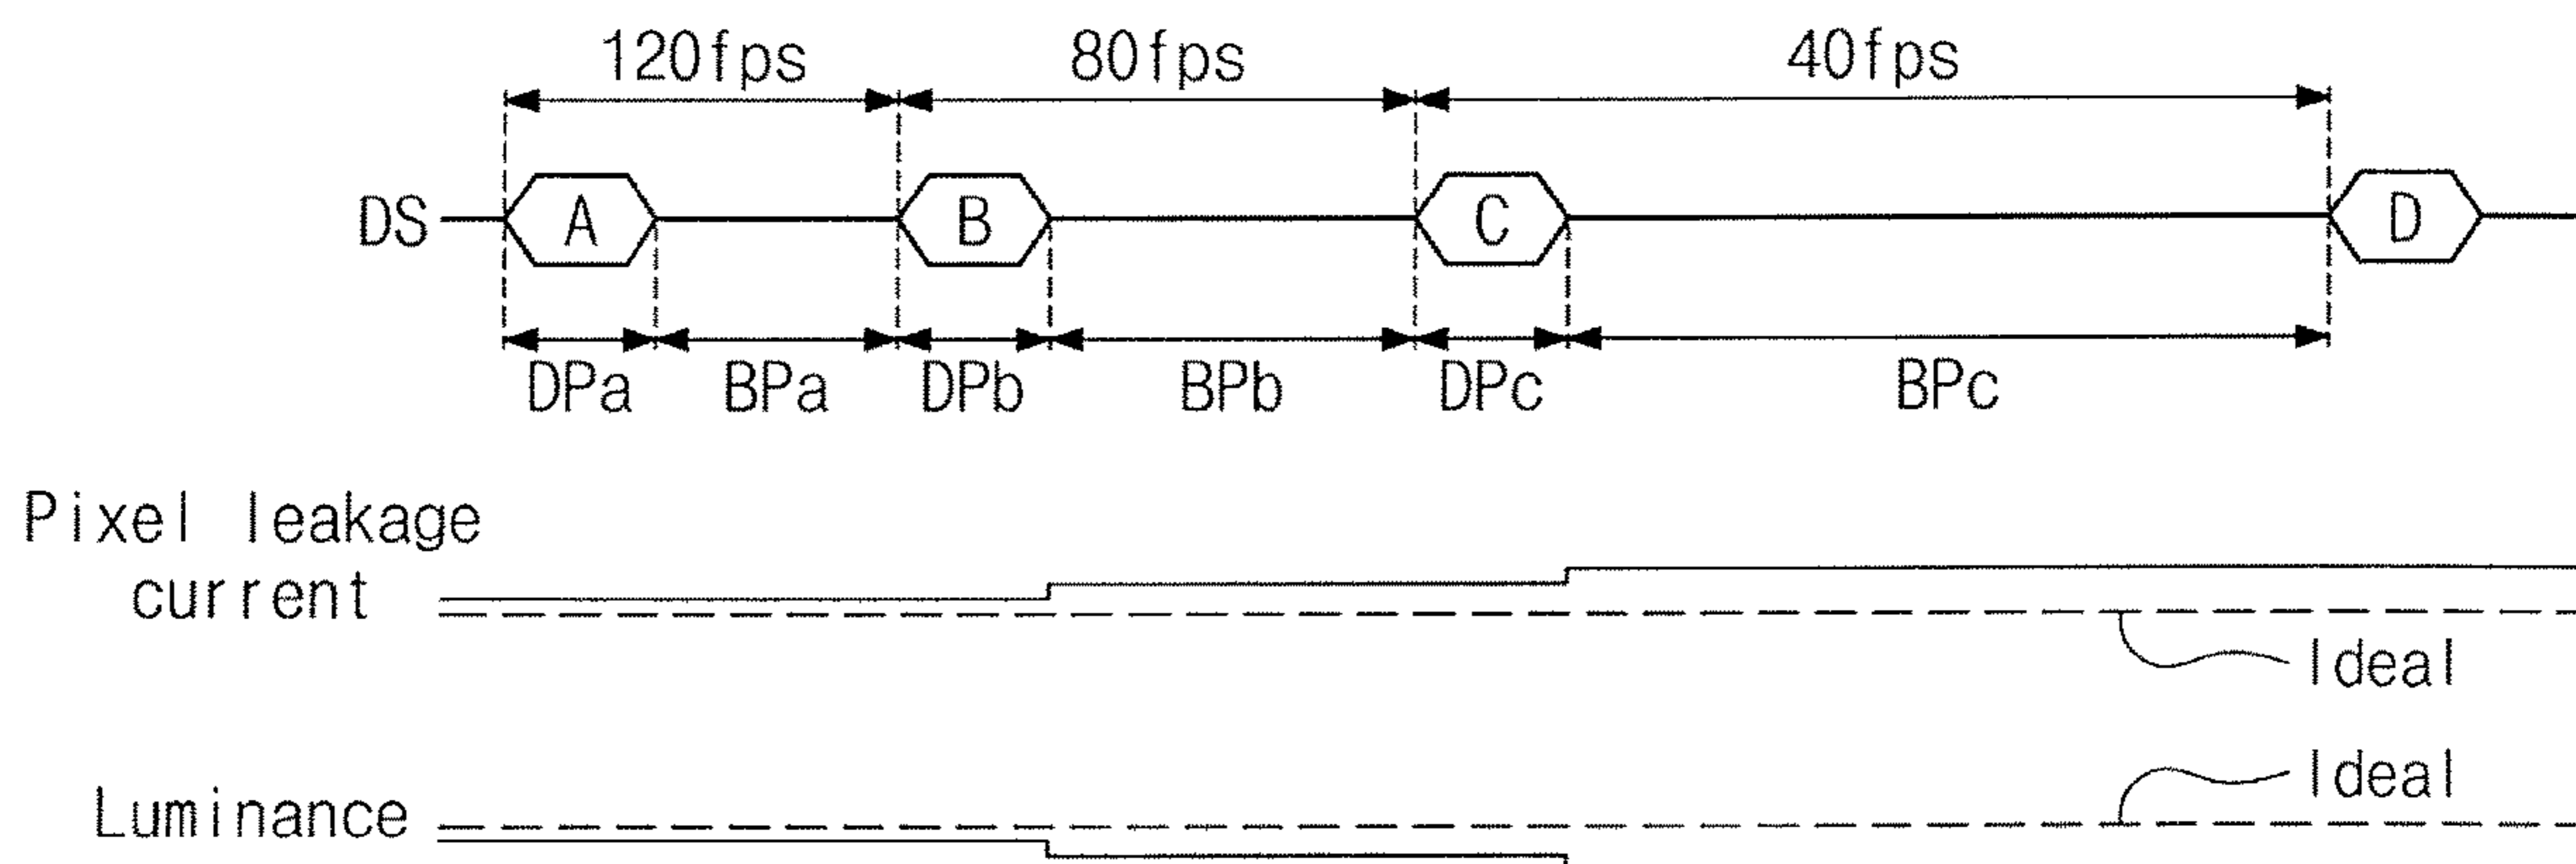 120fps 80fps 40fps
DS A B C D
DPa BPa DPb BPb DPc BPc
Pixel leakage
current
Ideal
Ideal
Luminance